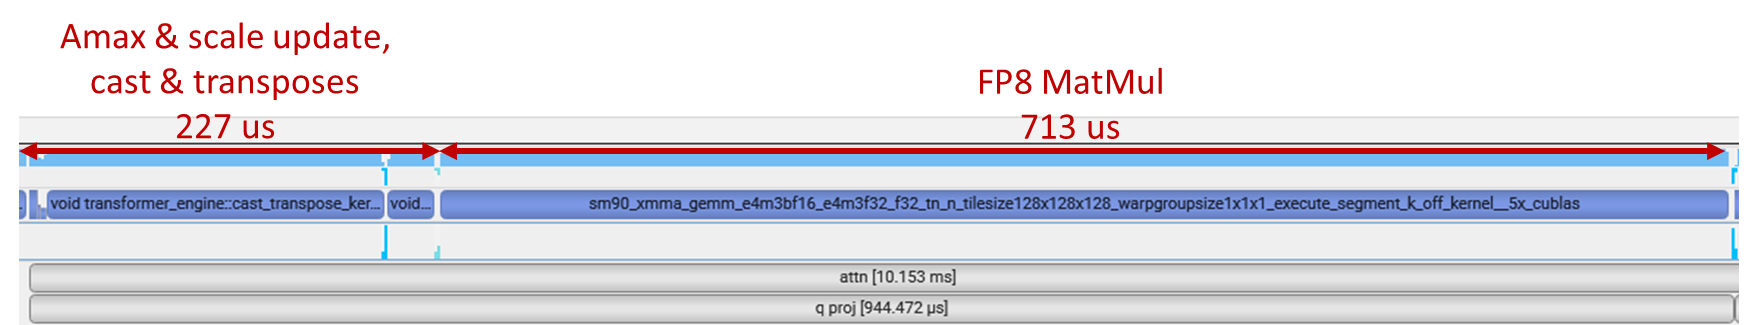 Amax & scale update,
cast & transposes
227 us
FP8 MatMul
713 us
void transformer_engine::cast_transpose_ker...
void...
sm90_xmma_gemm_e4m3bf16_e4m3f32_f32_tn_n_tilesize128x128x128_warpgroupsize1x1x1_execute_segment_k_off_kernel__5x_cublas
attn [10.153 ms]
q proj [944.472 µs]